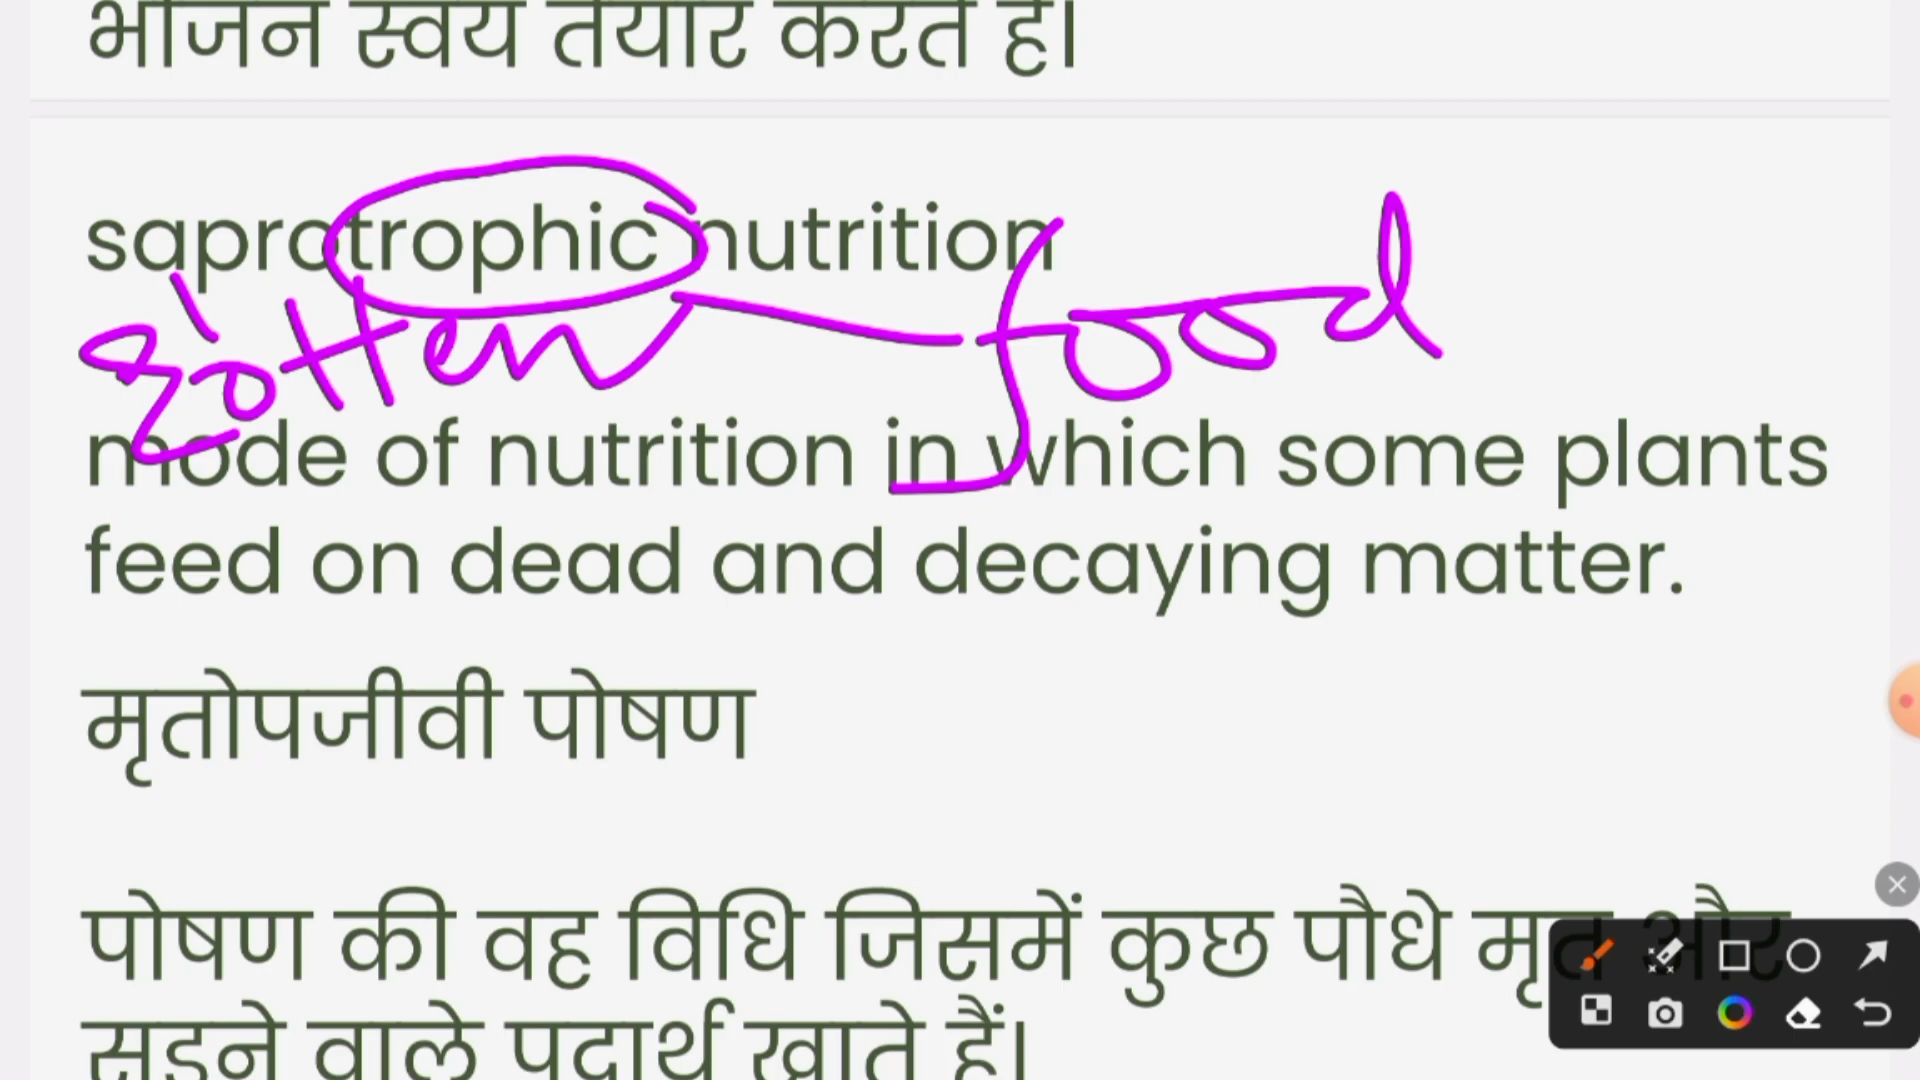 भोजन स्वयं तैयार करते हैं।
saprotrophic nutrition
rotten food
mode of nutrition in which some plants
feed on dead and decaying matter.
मृतोपजीवी पोषण
पोषण की वह विधि जिसमें कुछ पौधे मृत और
सड़ने वाले पदार्थ खाते हैं।